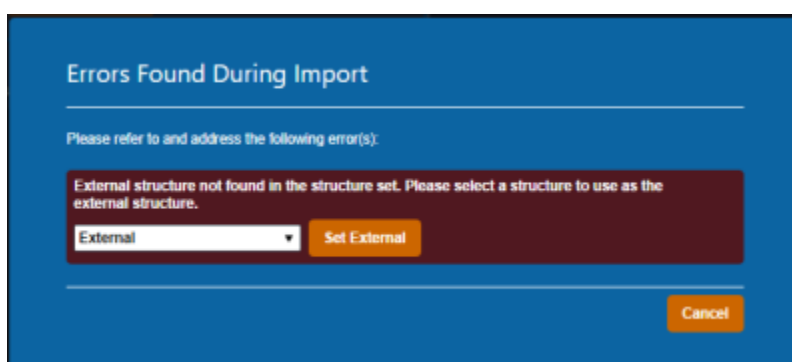 Errors Found During Import
Please refer to and address the following error(s):
External structure not found in the structure set. Please select a structure to use as the
external structure.
External
Set External
Cancel